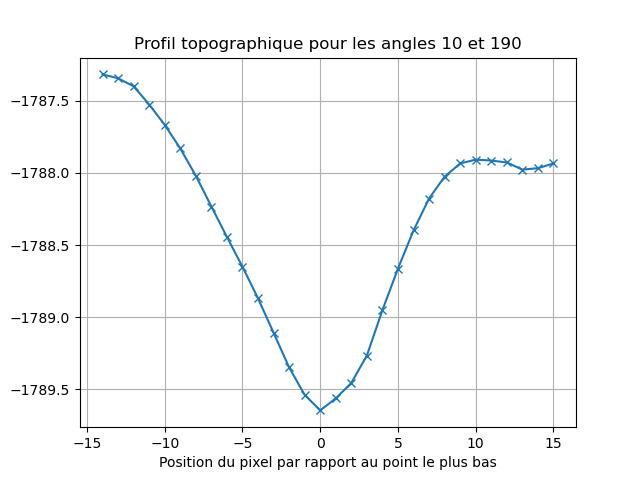 Profil topographique pour les angles 10 et 190
−1787.5
−1788.0
−1788.5
−1789.0
−1789.5
−15 −10 −5 0 5 10 15
Position du pixel par rapport au point le plus bas